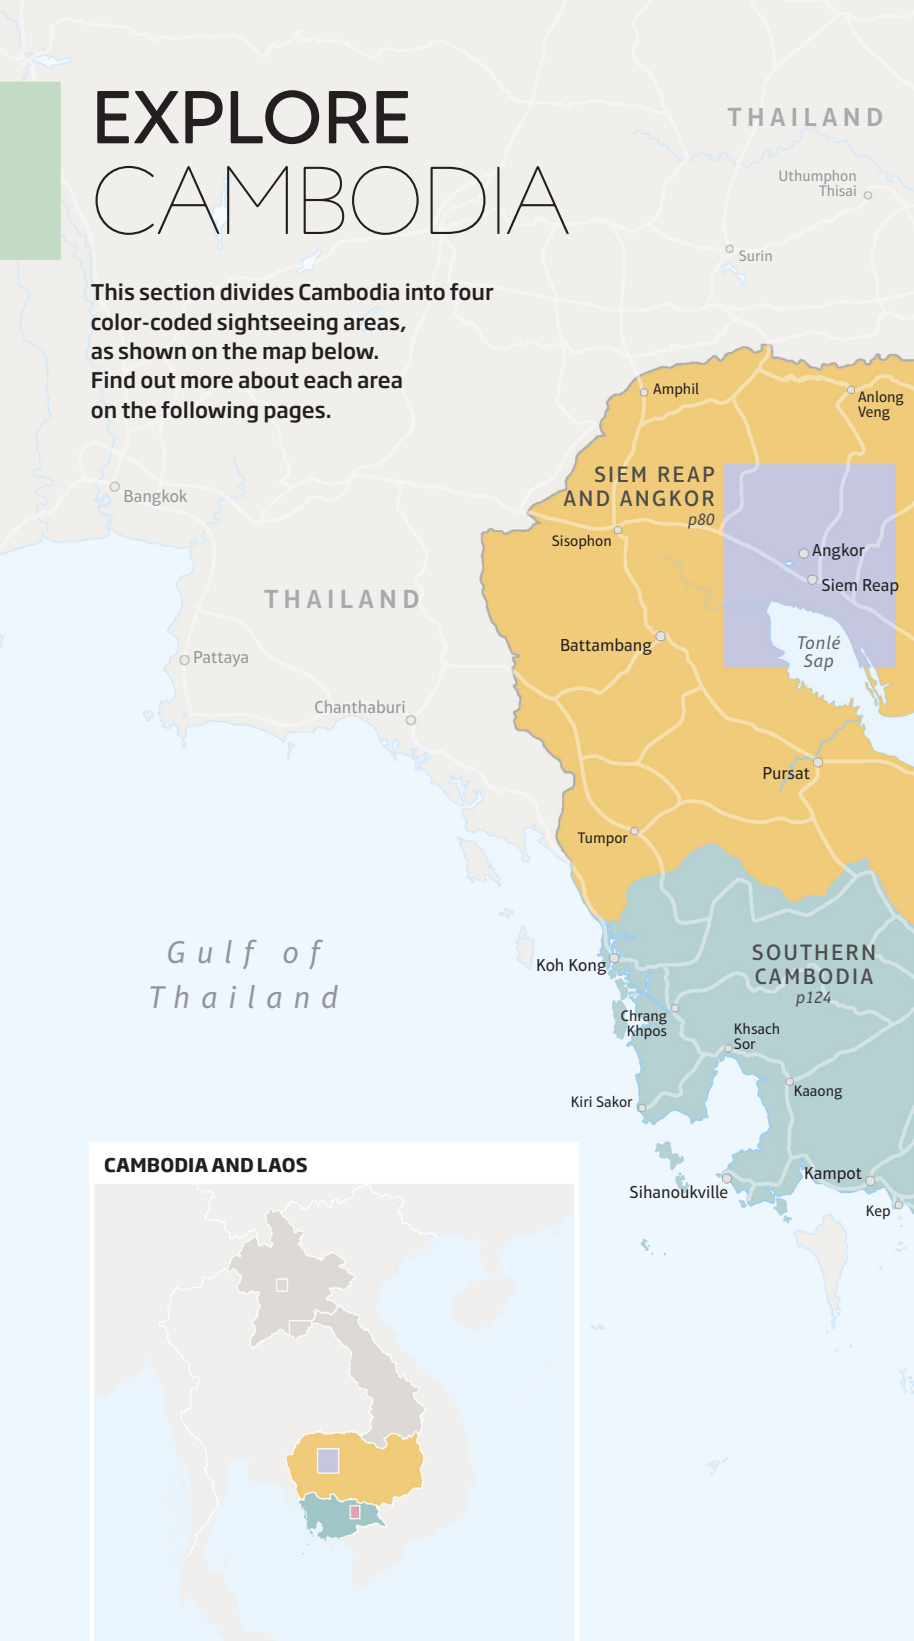 EXPLORE
CAMBODIA
This section divides Cambodia into four
color-coded sightseeing areas,
as shown on the map below.
Find out more about each area
on the following pages.
THAILAND
Uthumphon
Thisai
Surin
Amphil
Anlong
Veng
SIEM REAP
AND ANGKOR
p80
Bangkok
Sisophon
Angkor
Siem Reap
THAILAND
Battambang
Tonlé
Sap
Pattaya
Chanthaburi
Pursat
Tumpor
Gulf of
Thailand
Koh Kong
SOUTHERN
CAMBODIA
p124
Chrang
Khpos
Khsach
Sor
Kaaong
Kiri Sakor
Kampot
Sihanoukville
Kep
CAMBODIA AND LAOS